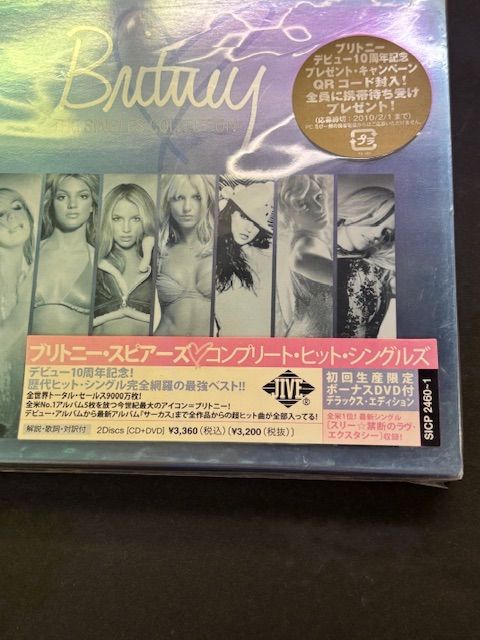 Britney
ブリトニー
デビュー10周年記念
プレゼント・キャンペーン
QRコード封入!
全員に携帯待ち受け
プレゼント!
(応募締切:2010/2/1まで)
プラ
ブリトニー・スピアーズ♡コンプリート・ヒット・シングルズ
デビュー10周年記念!
歴代ヒット・シングル完全網羅の最強ベスト!!
全世界トータル・セールス9000万枚!
全米No.1アルバム5枚を放つ今世紀最大のアイコン=ブリトニー!
デビュー・アルバムから最新アルバム『サーカス』まで全作品からの超ヒット曲が全部入ってる!
解説・歌詞・対訳付
2Discs [CD+DVD] ¥3,360(税込)(¥3,200(税抜))
JIVE®
初回生産限定
ボーナスDVD付
デラックス・エディション
全米1位!最新シングル
[スリー☆禁断のラヴ・
エクスタシー]収録!
SICP 2460~1